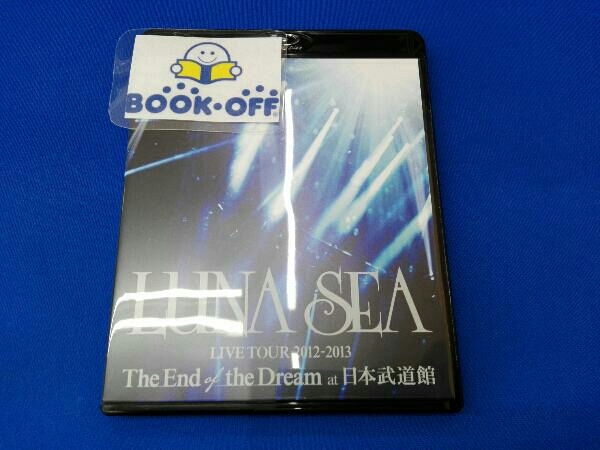 BOOK·OFF
LUNA SEA
LIVE TOUR 2012-2013
The End of the Dream at 日本武道館